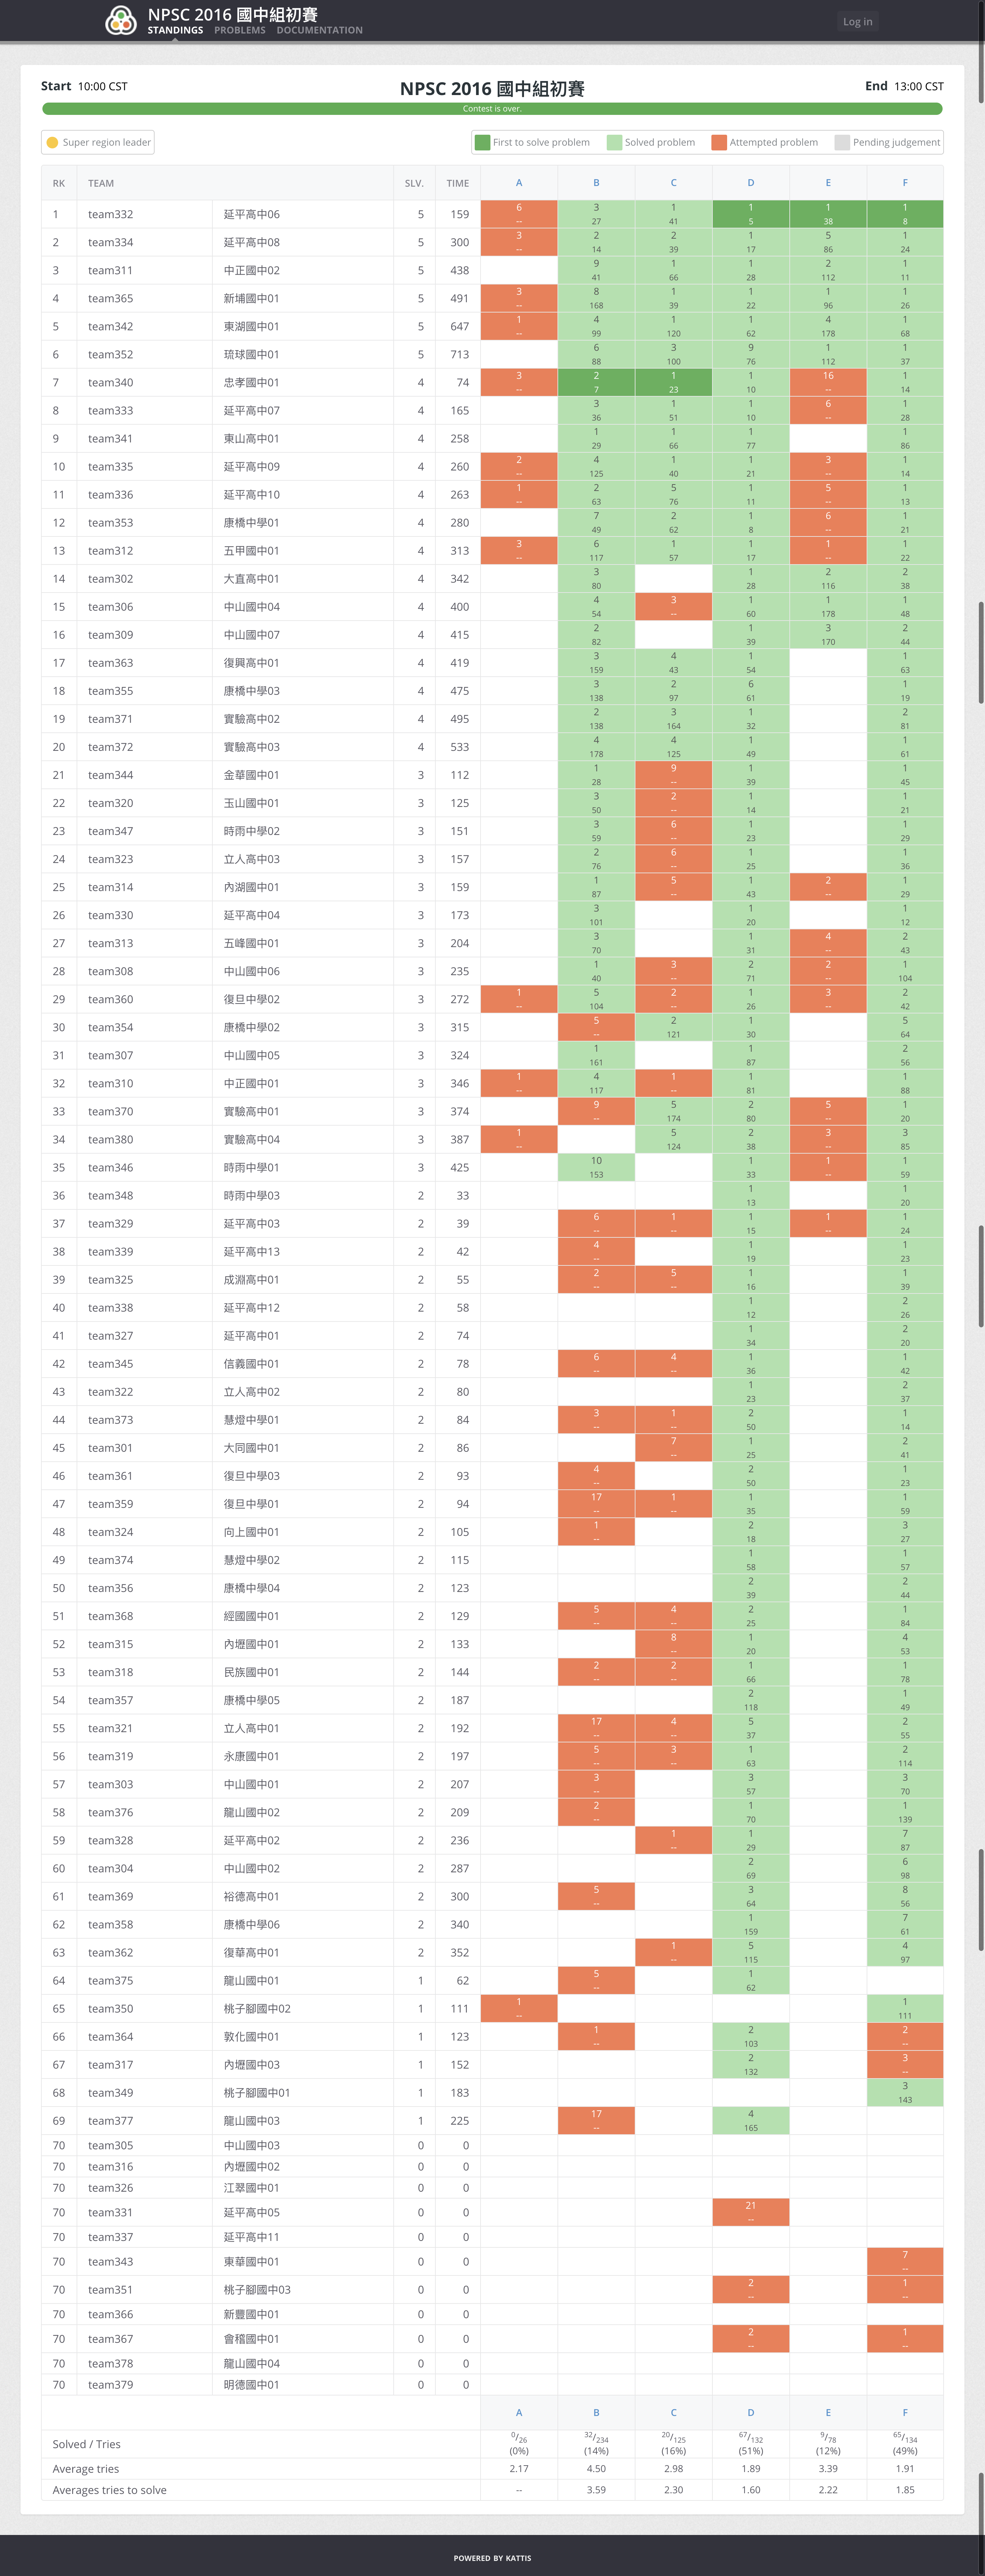 NPSC 2016 國中組初賽
STANDINGS PROBLEMS DOCUMENTATION
Log in
Start 10:00 CST
NPSC 2016 國中組初賽
End 13:00 CST
Contest is over.
Super region leader
First to solve problem Solved problem Attempted problem Pending judgement
RK TEAM SLV. TIME A B C D E F
1 team332 延平高中06 5 159 6 3 1 1 1 1
-- 27 41 5 38 8
2 team334 延平高中08 5 300 3 2 2 1 5 1
-- 14 39 17 86 24
3 team311 中正國中02 5 438 9 1 1 2 1
41 66 28 112 11
4 team365 新埔國中01 5 491 3 8 1 1 1 1
-- 168 39 22 96 26
5 team342 東湖國中01 5 647 1 4 1 1 4 1
-- 99 120 62 178 68
6 team352 琉球國中01 5 713 6 3 9 1 1
88 100 76 112 37
7 team340 忠孝國中01 4 74 3 2 1 1 16 1
-- 7 23 10 -- 14
8 team333 延平高中07 4 165 3 1 1 6 1
36 51 10 -- 28
9 team341 東山高中01 4 258 1 1 1 1
29 66 77 86
10 team335 延平高中09 4 260 2 4 1 1 3 1
-- 125 40 21 -- 14
11 team336 延平高中10 4 263 1 2 5 1 5 1
-- 63 76 11 -- 13
12 team353 康橋中學01 4 280 7 2 1 6 1
49 62 8 -- 21
13 team312 五甲國中01 4 313 3 6 1 1 1 1
-- 117 57 17 -- 22
14 team302 大直高中01 4 342 3 1 2 2
80 28 116 38
15 team306 中山國中04 4 400 4 3 1 1 1
54 -- 60 178 48
16 team309 中山國中07 4 415 2 1 3 2
82 39 170 44
17 team363 復興高中01 4 419 3 4 1 1
159 43 54 63
18 team355 康橋中學03 4 475 3 2 6 1
138 97 61 19
19 team371 實驗高中02 4 495 2 3 1 2
138 164 32 81
20 team372 實驗高中03 4 533 4 4 1 1
178 125 49 61
21 team344 金華國中01 3 112 1 9 1 1
28 -- 39 45
22 team320 玉山國中01 3 125 3 2 1 1
50 -- 14 21
23 team347 時雨中學02 3 151 3 6 1 1
59 -- 23 29
24 team323 立人高中03 3 157 2 6 1 1
76 -- 25 36
25 team314 內湖國中01 3 159 1 5 1 2 1
87 -- 43 -- 29
26 team330 延平高中04 3 173 3 1 1
101 20 12
27 team313 五峰國中01 3 204 3 1 4 2
70 31 -- 43
28 team308 中山國中06 3 235 1 3 2 2 1
40 -- 71 -- 104
29 team360 復旦中學02 3 272 1 5 2 1 3 2
-- 104 -- 26 -- 42
30 team354 康橋中學02 3 315 5 2 1 5
-- 121 30 64
31 team307 中山國中05 3 324 1 1 2
161 87 56
32 team310 中正國中01 3 346 1 4 1 1 1
-- 117 -- 81 88
33 team370 實驗高中01 3 374 9 5 2 5 1
-- 174 80 -- 20
34 team380 實驗高中04 3 387 1 5 2 3 3
-- 124 38 -- 85
35 team346 時雨中學01 3 425 10 1 1 1
153 33 -- 59
36 team348 時雨中學03 2 33 1 1
13 20
37 team329 延平高中03 2 39 6 1 1 1 1
-- -- 15 -- 24
38 team339 延平高中13 2 42 4 1 1
-- 19 23
39 team325 成淵高中01 2 55 2 5 1 1
-- -- 16 39
40 team338 延平高中12 2 58 1 2
12 26
41 team327 延平高中01 2 74 1 2
34 20
42 team345 信義國中01 2 78 6 4 1 1
-- -- 36 42
43 team322 立人高中02 2 80 1 2
23 37
44 team373 慧燈中學01 2 84 3 1 2 1
-- -- 50 14
45 team301 大同國中01 2 86 7 1 2
-- 25 41
46 team361 復旦中學03 2 93 4 2 1
-- 50 23
47 team359 復旦中學01 2 94 17 1 1 1
-- -- 35 59
48 team324 向上國中01 2 105 1 2 3
-- 18 27
49 team374 慧燈中學02 2 115 1 1
58 57
50 team356 康橋中學04 2 123 2 2
39 44
51 team368 經國國中01 2 129 5 4 2 1
-- -- 25 84
52 team315 內壢國中01 2 133 8 1 4
-- 20 53
53 team318 民族國中01 2 144 2 2 1 1
-- -- 66 78
54 team357 康橋中學05 2 187 2 1
118 49
55 team321 立人高中01 2 192 17 4 5 2
-- -- 37 55
56 team319 永康國中01 2 197 5 3 1 2
-- -- 63 114
57 team303 中山國中01 2 207 3 3 3
-- 57 70
58 team376 龍山國中02 2 209 2 1 1
-- 70 139
59 team328 延平高中02 2 236 1 1 7
-- 29 87
60 team304 中山國中02 2 287 2 6
69 98
61 team369 裕德高中01 2 300 5 3 8
-- 64 56
62 team358 康橋中學06 2 340 1 7
159 61
63 team362 復華高中01 2 352 1 5 4
-- 115 97
64 team375 龍山國中01 1 62 5 1
-- 62
65 team350 桃子腳國中02 1 111 1 1
-- 111
66 team364 敦化國中01 1 123 1 2 2
-- 103 --
67 team317 內壢國中03 1 152 2 3
132 --
68 team349 桃子腳國中01 1 183 3
143
69 team377 龍山國中03 1 225 17 4
-- 165
70 team305 中山國中03 0 0
70 team316 內壢國中02 0 0
70 team326 江翠國中01 0 0
70 team331 延平高中05 0 0 21
--
70 team337 延平高中11 0 0
70 team343 東華國中01 0 0 7
--
70 team351 桃子腳國中03 0 0 2 1
-- --
70 team366 新豐國中01 0 0
70 team367 會稽國中01 0 0 2 1
-- --
70 team378 龍山國中04 0 0
70 team379 明德國中01 0 0
A B C D E F
Solved / Tries 0/26 32/234 20/125 67/132 9/78 65/134
(0%) (14%) (16%) (51%) (12%) (49%)
Average tries 2.17 4.50 2.98 1.89 3.39 1.91
Averages tries to solve -- 3.59 2.30 1.60 2.22 1.85
POWERED BY KATTIS